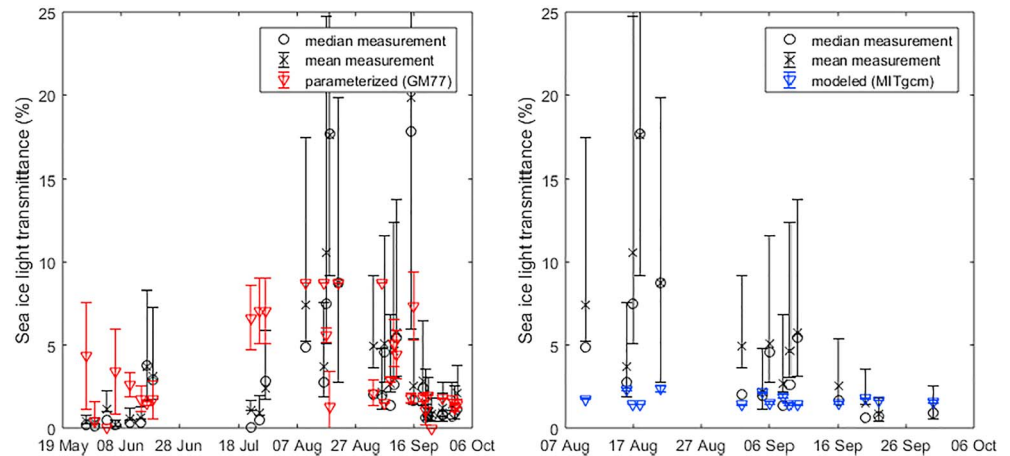 Sea ice light transmittance (%)
25
20
15
10
5
0
median measurement
mean measurement
parameterized (GM77)
19 May 08 Jun 28 Jun 18 Jul 07 Aug 27 Aug 16 Sep 06 Oct
Sea ice light transmittance (%)
25
20
15
10
5
0
median measurement
mean measurement
modeled (MITgcm)
07 Aug 17 Aug 27 Aug 06 Sep 16 Sep 26 Sep 06 Oct